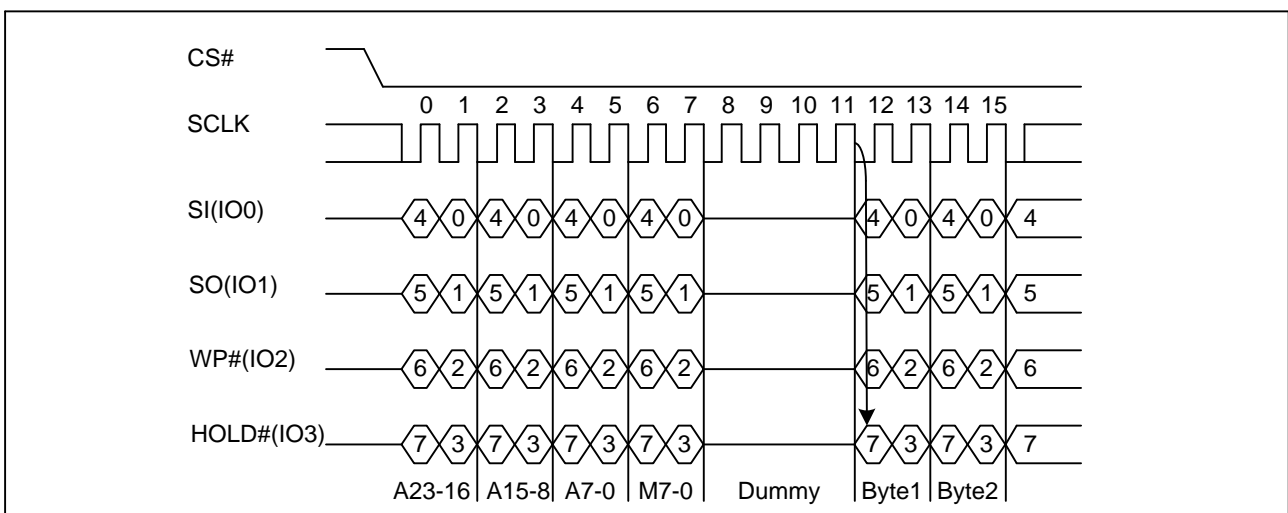 CS#
0 1 2 3 4 5 6 7 8 9 10 11 12 13 14 15
SCLK
SI(IO0) 4 0 4 0 4 0 4 0 4 0 4 0 4
SO(IO1) 5 1 5 1 5 1 5 1 5 1 5 1 5
WP#(IO2) 6 2 6 2 6 2 6 2 6 2 6 2 6
HOLD#(IO3) 7 3 7 3 7 3 7 3 7 3 7 3 7
A23-16 A15-8 A7-0 M7-0 Dummy Byte1 Byte2